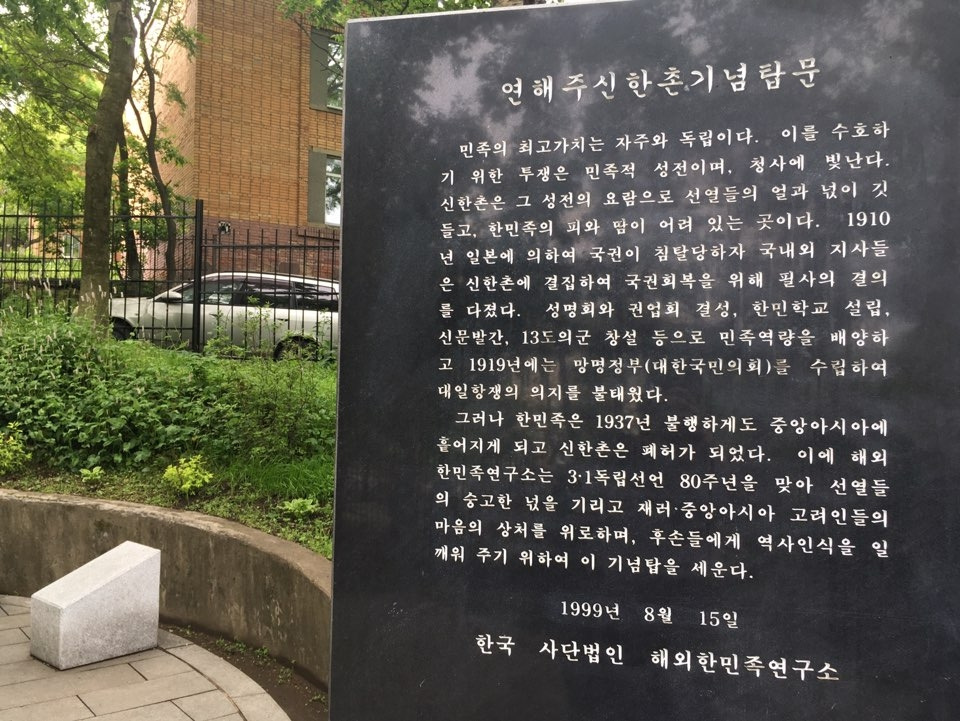 연해주신한촌기념탑문
민족의 최고가치는 자주와 독립이다. 이를 수호하
기 위한 투쟁은 민족적 성전이며, 청사에 빛난다.
신한촌은 그 성전의 요람으로 선열들의 얼과 넋이 깃
들고, 한민족의 피와 땀이 어려 있는 곳이다. 1910
년 일본에 의하여 국권이 침탈당하자 국내외 지사들
은 신한촌에 결집하여 국권회복을 위해 필사의 결의
를 다졌다. 성명회와 권업회 결성, 한민학교 설립,
신문발간, 13도의군 창설 등으로 민족역량을 배양하
고 1919년에는 망명정부(대한국민의회)를 수립하여
대일항쟁의 의지를 불태웠다.
그러나 한민족은 1937년 불행하게도 중앙아시아에
흩어지게 되고 신한촌은 폐허가 되었다. 이에 해외
한민족연구소는 3·1독립선언 80주년을 맞아 선열들
의 숭고한 넋을 기리고 재러·중앙아시아 고려인들의
마음의 상처를 위로하며, 후손들에게 역사인식을 일
깨워 주기 위하여 이 기념탑을 세운다.
1999년 8월 15일
한국 사단법인 해외한민족연구소